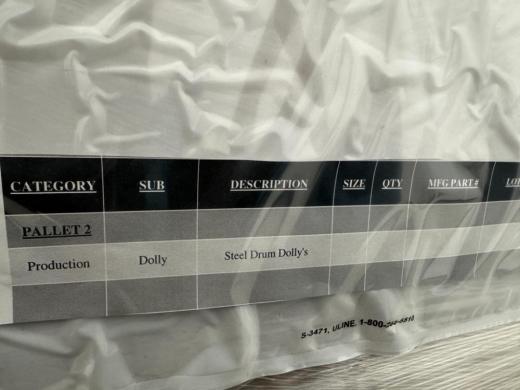 CATEGORY SUB DESCRIPTION SIZE QTY MFG PART #
PALLET 2
Production Dolly Steel Drum Dolly's
S-3471, ULINE, 1-800-